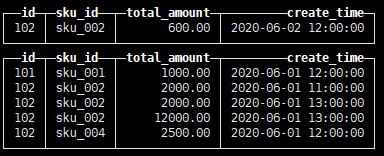 id sku_id total_amount create_time
102 sku_002 600.00 2020-06-02 12:00:00
id sku_id total_amount create_time
101 sku_001 1000.00 2020-06-01 12:00:00
102 sku_002 2000.00 2020-06-01 11:00:00
102 sku_002 2000.00 2020-06-01 13:00:00
102 sku_002 12000.00 2020-06-01 13:00:00
102 sku_004 2500.00 2020-06-01 12:00:00